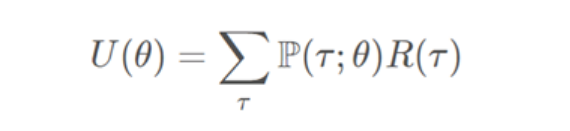 U(θ) = ∑_τ ℙ(τ; θ)R(τ)